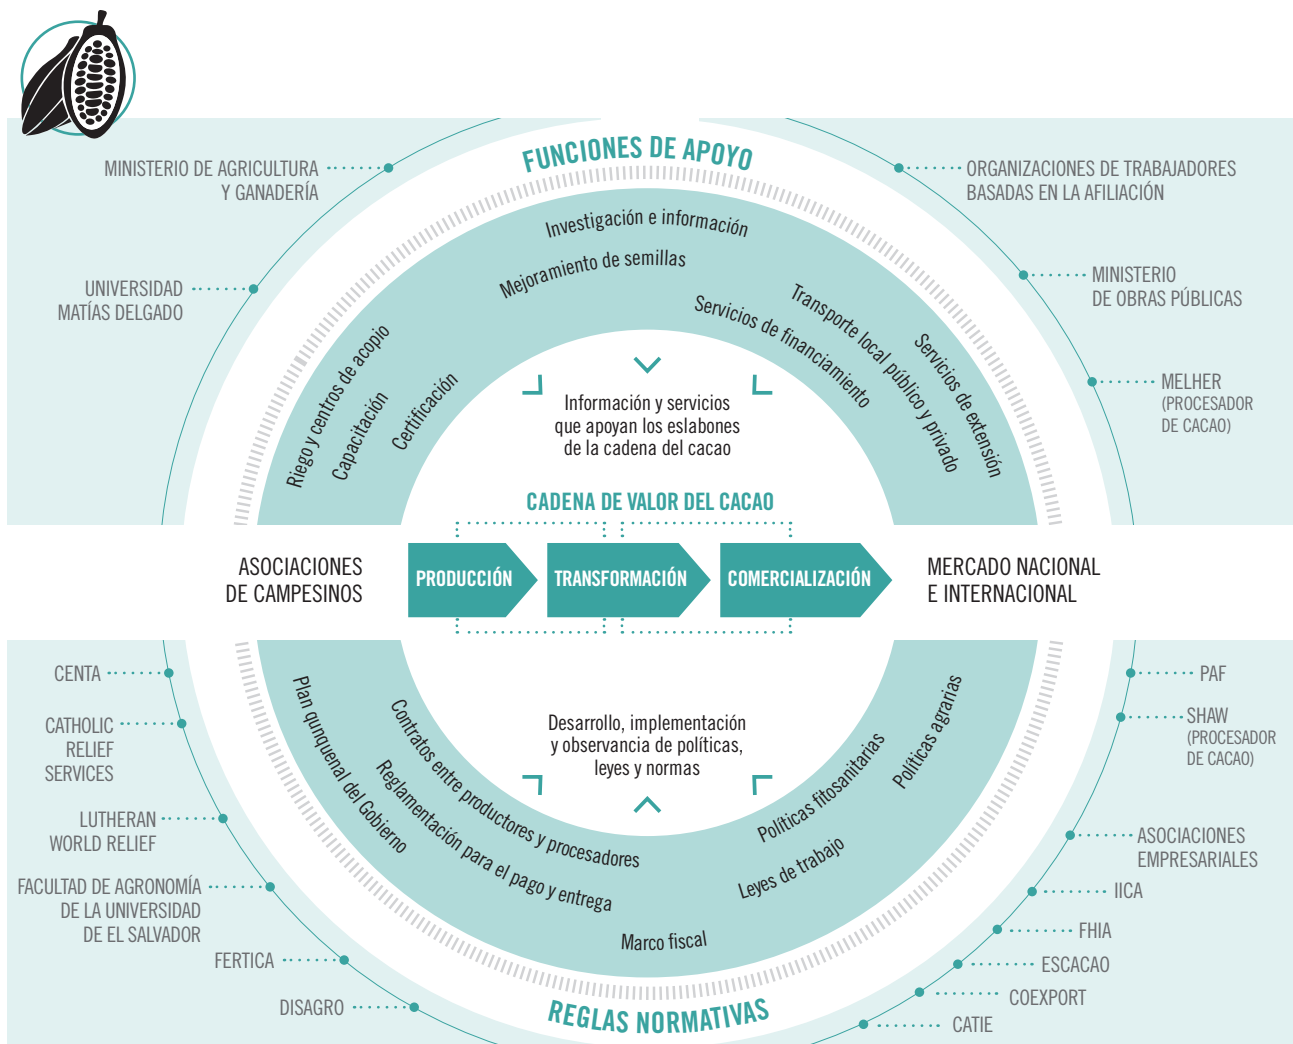 FUNCIONES DE APOYO
MINISTERIO DE AGRICULTURA
Y GANADERÍA
UNIVERSIDAD
MATÍAS DELGADO
ORGANIZACIONES DE TRABAJADORES
BASADAS EN LA AFILIACIÓN
MINISTERIO
DE OBRAS PÚBLICAS
MELHER
(PROCESADOR
DE CACAO)
Investigación e información
Mejoramiento de semillas
Riego y centros de acopio
Capacitación
Certificación
Servicios de financiamiento
Transporte local público y privado
Servicios de extensión
Información y servicios
que apoyan los eslabones
de la cadena del cacao
CADENA DE VALOR DEL CACAO
ASOCIACIONES
DE CAMPESINOS
PRODUCCIÓN
TRANSFORMACIÓN
COMERCIALIZACIÓN
MERCADO NACIONAL
E INTERNACIONAL
Desarrollo, implementación
y observancia de políticas,
leyes y normas
Plan qunquenal del Gobierno
Contratos entre productores y procesadores
Reglamentación para el pago y entrega
Marco fiscal
Leyes de trabajo
Políticas fitosanitarias
Políticas agrarias
CENTA
CATHOLIC
RELIEF
SERVICES
LUTHERAN
WORLD RELIEF
FACULTAD DE AGRONOMÍA
DE LA UNIVERSIDAD
DE EL SALVADOR
FERTICA
DISAGRO
PAF
SHAW
(PROCESADOR
DE CACAO)
ASOCIACIONES
EMPRESARIALES
IICA
FHIA
ESCACAO
COEXPORT
CATIE
REGLAS NORMATIVAS